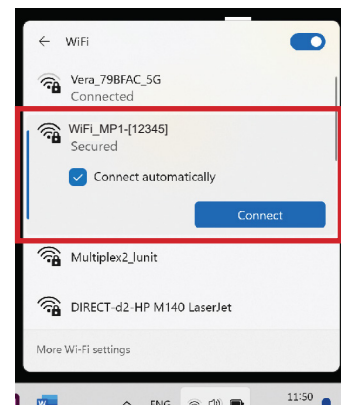 WiFi
Vera_79BFAC_5G
Connected
WiFi_MP1-[12345]
Secured
Connect automatically
Connect
Multiplex2_lunit
DIRECT-d2-HP M140 LaserJet
More Wi-Fi settings
W
ENG
11:50